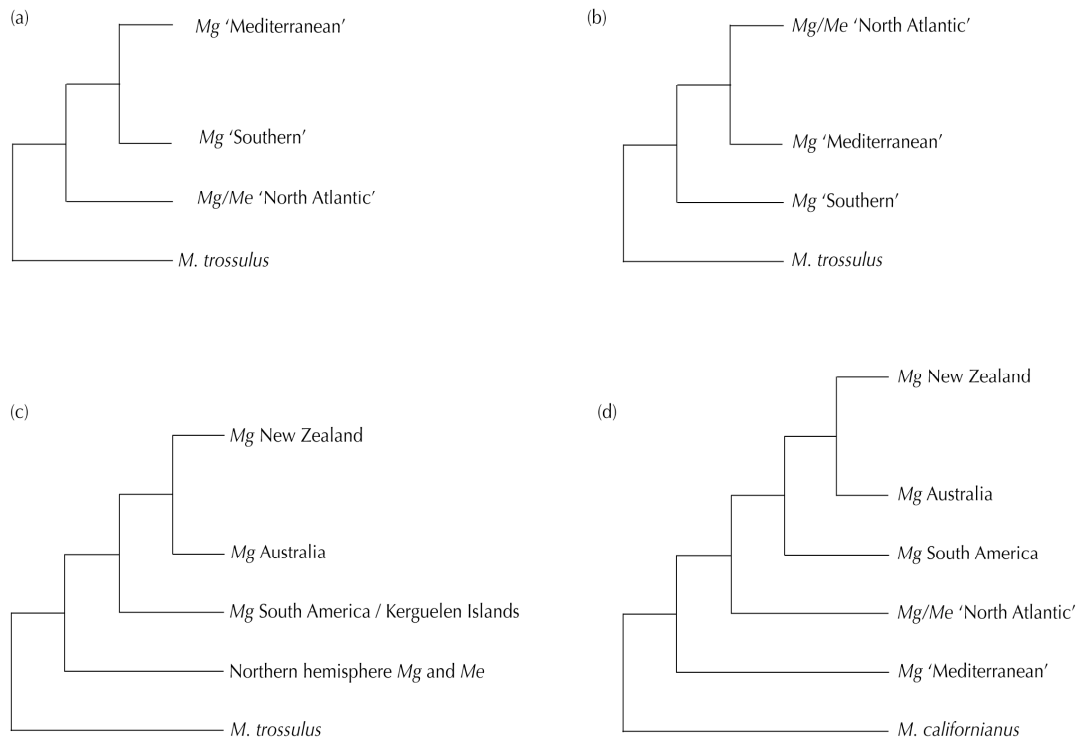 (a)
Mg ‘Mediterranean’
Mg ‘Southern’
Mg/Me ‘North Atlantic’
M. trossulus
(b)
Mg/Me ‘North Atlantic’
Mg ‘Mediterranean’
Mg ‘Southern’
M. trossulus
(c)
Mg New Zealand
Mg Australia
Mg South America / Kerguelen Islands
Northern hemisphere Mg and Me
M. trossulus
(d)
Mg New Zealand
Mg Australia
Mg South America
Mg/Me ‘North Atlantic’
Mg ‘Mediterranean’
M. californianus